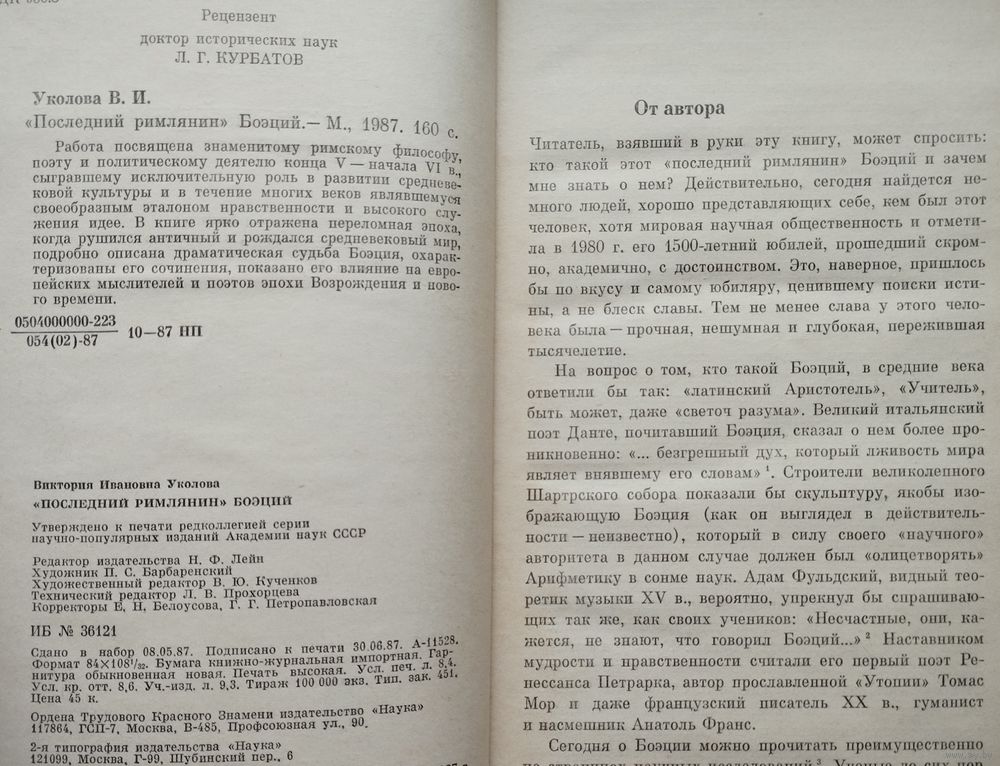 Рецензент
доктор исторических наук
Л. Г. КУРБАТОВ
Уколова В. И.
«Последний римлянин» Боэций.— М., 1987. 160 с.
Работа посвящена знаменитому римскому философу,
поэту и политическому деятелю конца V — начала VI в.,
сыгравшему исключительную роль в развитии средневе-
ковой культуры и в течение многих веков являвшемуся
своеобразным эталоном нравственности и высокого слу-
жения идее. В книге ярко отражена переломная эпоха,
когда рушился античный и рождался средневековый мир,
подробно описана драматическая судьба Боэция, охарак-
теризованы его сочинения, показано его влияние на евро-
пейских мыслителей и поэтов эпохи Возрождения и ново-
го времени.
0504000000-223
054(02)-87
10—87 НП
Виктория Ивановна Уколова
«ПОСЛЕДНИЙ РИМЛЯНИН» БОЭЦИЙ
Утверждено к печати редколлегией серии
научно-популярных изданий Академии наук СССР
Редактор издательства Н. Ф. Лейн
Художник П. С. Барбаренский
Художественный редактор В. Ю. Кученков
Технический редактор Л. В. Прохорцева
Корректоры Е, Н, Белоусова, Г. Г. Петропавловская
ИБ № 36121
Сдано в набор 08.05.87. Подписано к печати 30.06.87. А-11528.
Формат 84×108¹/₃₂. Бумага книжно-журнальная импортная. Гар-
нитура обыкновенная новая. Печать высокая. Усл. печ. л. 8,4.
Усл. кр. отт. 8,6. Уч.-изд. л. 9,3. Тираж 100 000 экз. Тип. зак. 451.
Цена 45 к.
Ордена Трудового Красного Знамени издательство «Наука»
117864, ГСП-7, Москва, В-485, Профсоюзная ул., 90.
2-я типография издательства «Наука»
121099, Москва, Г-99, Шубинский пер., 6
От автора
Читатель, взявший в руки эту книгу, может спросить:
кто такой этот «последний римлянин» Боэций и зачем
мне знать о нем? Действительно, сегодня найдется не-
много людей, хорошо представляющих себе, кем был этот
человек, хотя мировая научная общественность и отмети-
ла в 1980 г. его 1500-летний юбилей, прошедший скром-
но, академично, с достоинством. Это, наверное, пришлось
бы по вкусу и самому юбиляру, ценившему поиски исти-
ны, а не блеск славы. Тем не менее слава у этого чело-
века была — прочная, нешумная и глубокая, пережившая
тысячелетие.
На вопрос о том, кто такой Боэций, в средние века
ответили бы так: «латинский Аристотель», «Учитель»,
быть может, даже «светоч разума». Великий итальянский
поэт Данте, почитавший Боэция, сказал о нем более про-
никновенно: «... безгрешный дух, который лживость мира
являет внявшему его словам» ¹. Строители великолепного
Шартрского собора показали бы скульптуру, якобы изо-
бражающую Боэция (как он выглядел в действитель-
ности — неизвестно), который в силу своего «научного»
авторитета в данном случае должен был «олицетворять»
Арифметику в сонме наук. Адам Фульдский, видный тео-
ретик музыки XV в., вероятно, упрекнул бы спрашиваю-
щих так же, как своих учеников: «Несчастные, они, ка-
жется, не знают, что говорил Боэций...» ² Наставником
мудрости и нравственности считали его первый поэт Ре-
нессанса Петрарка, автор прославленной «Утопии» Томас
Мор и даже французский писатель XX в., гуманист
и насмешник Анатоль Франс.
Сегодня о Боэции можно прочитать преимущественно